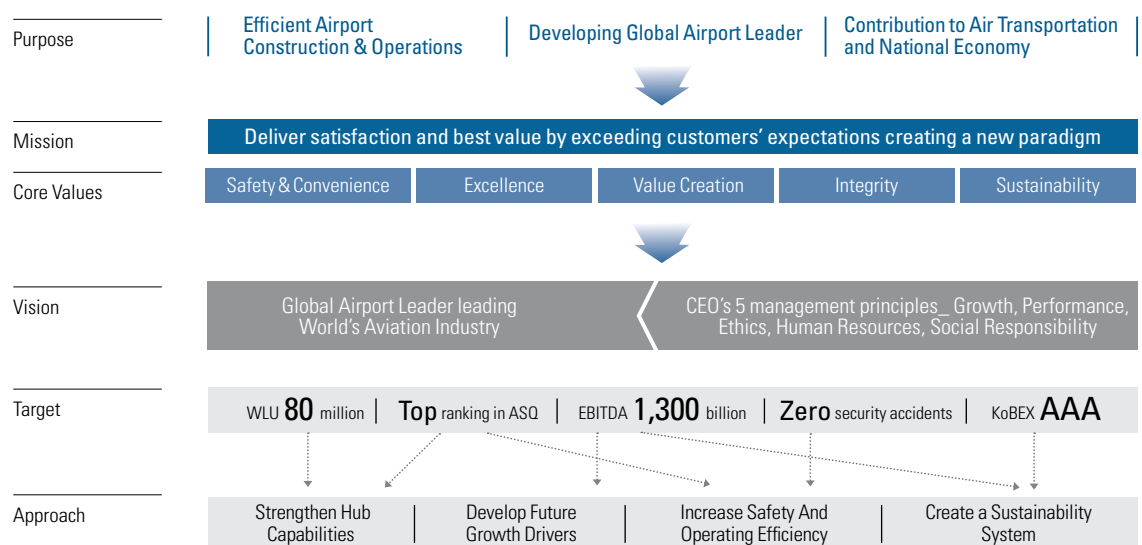 Purpose
Efficient Airport
Construction & Operations
Developing Global Airport Leader
Contribution to Air Transportation
and National Economy
Mission
Deliver satisfaction and best value by exceeding customers’ expectations creating a new paradigm
Core Values
Safety & Convenience
Excellence
Value Creation
Integrity
Sustainability
Vision
Global Airport Leader leading
World’s Aviation Industry
CEO’s 5 management principles_ Growth, Performance,
Ethics, Human Resources, Social Responsibility
Target
WLU 80 million
Top ranking in ASQ
EBITDA 1,300 billion
Zero security accidents
KoBEX AAA
Approach
Strengthen Hub
Capabilities
Develop Future
Growth Drivers
Increase Safety And
Operating Efficiency
Create a Sustainability
System